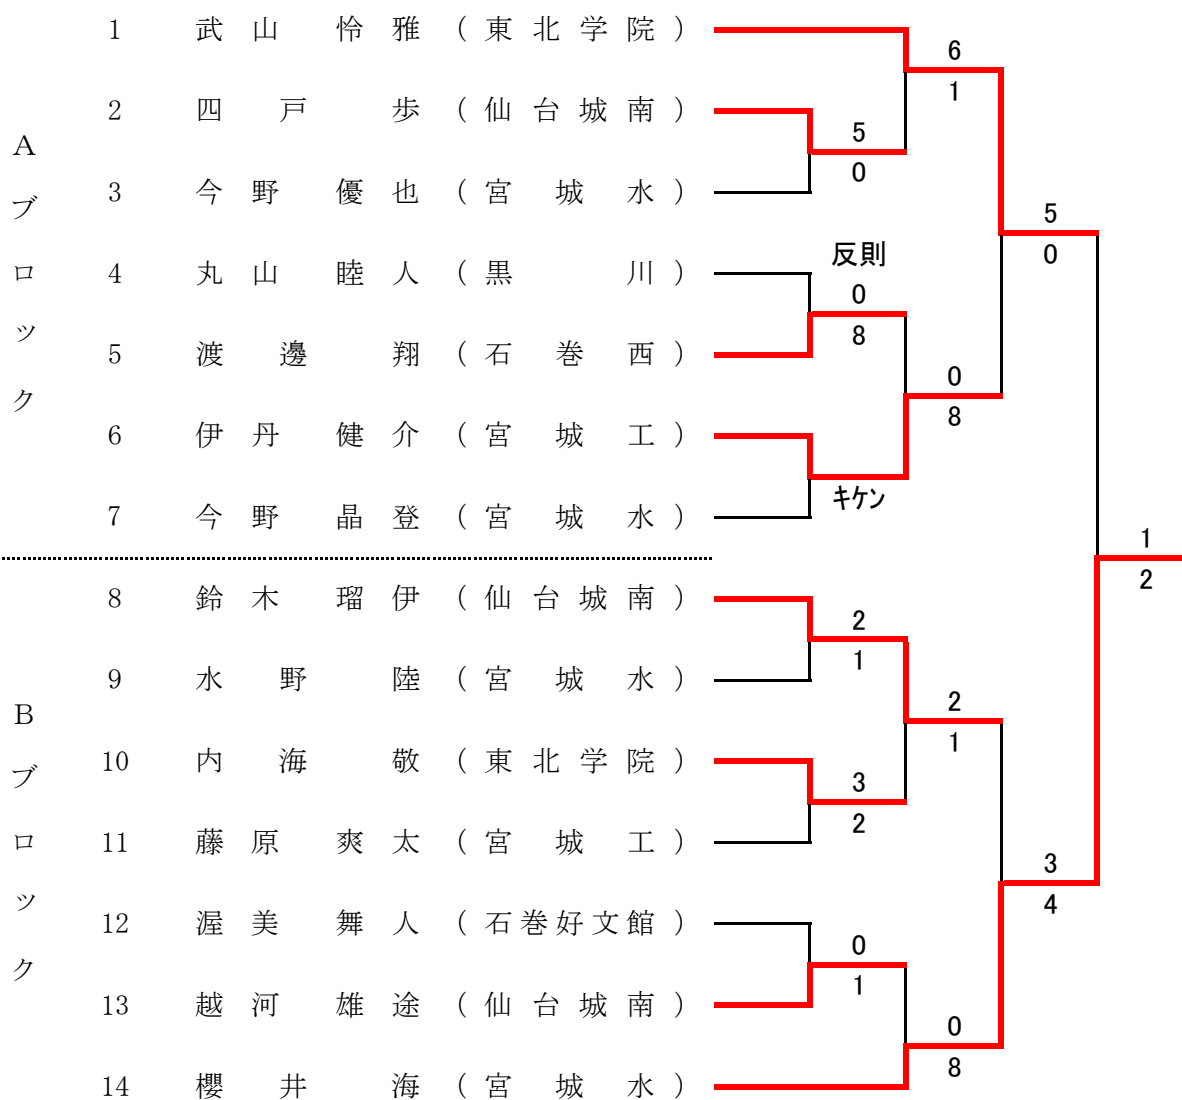 1 武山 怜雅 (東北学院)
6
1
2 四戸 歩 (仙台城南)
5
0
3 今野 優也 (宮城水)
5
0
4 丸山 睦人 (黒川)
反則
0
8
5 渡邊 翔 (石巻西)
0
8
6 伊丹 健介 (宮城工)
キケン
7 今野 晶登 (宮城水)
Aブロック
1
2
8 鈴木 瑠伊 (仙台城南)
2
1
9 水野 陸 (宮城水)
2
1
10 内海 敬 (東北学院)
3
2
11 藤原 爽太 (宮城工)
3
4
12 渥美 舞人 (石巻好文館)
0
1
13 越河 雄途 (仙台城南)
0
8
14 櫻井 海 (宮城水)
Bブロック